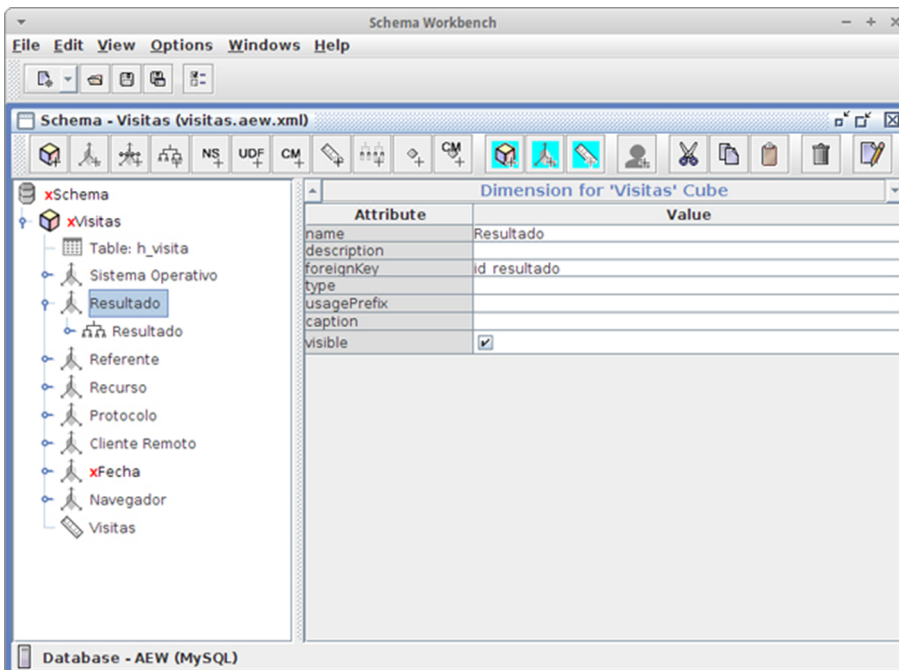 Schema Workbench
File Edit View Options Windows Help
Schema - Visitas (visitas.aew.xml)
NS UDF CM CM
xSchema
xVisitas
Table: h_visita
Sistema Operativo
Resultado
Resultado
Referente
Recurso
Protocolo
Cliente Remoto
xFecha
Navegador
Visitas
Dimension for 'Visitas' Cube
Attribute Value
name Resultado
description
foreignKey id_resultado
type
usagePrefix
caption
visible
Database - AEW (MySQL)